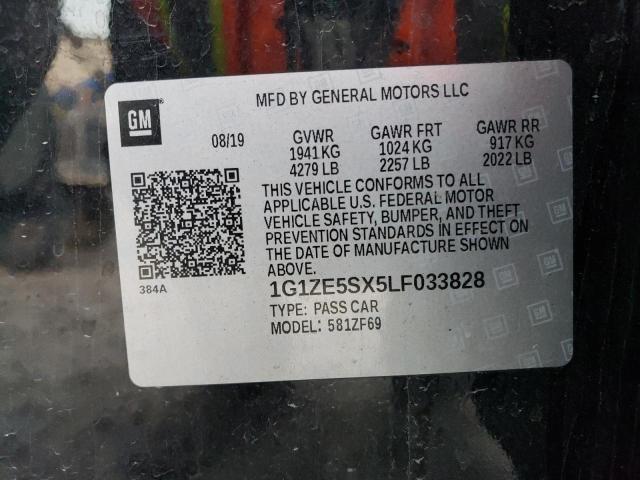 MFD BY GENERAL MOTORS LLC
GM
08/19 GVWR GAWR FRT GAWR RR
1941 KG 1024 KG 917 KG
4279 LB 2257 LB 2022 LB
THIS VEHICLE CONFORMS TO ALL
APPLICABLE U.S. FEDERAL MOTOR
VEHICLE SAFETY, BUMPER, AND THEFT
PREVENTION STANDARDS IN EFFECT ON
THE DATE OF MANUFACTURE SHOWN
ABOVE.
384A
1G1ZE5SX5LF033828
TYPE: PASS CAR
MODEL: 581ZF69